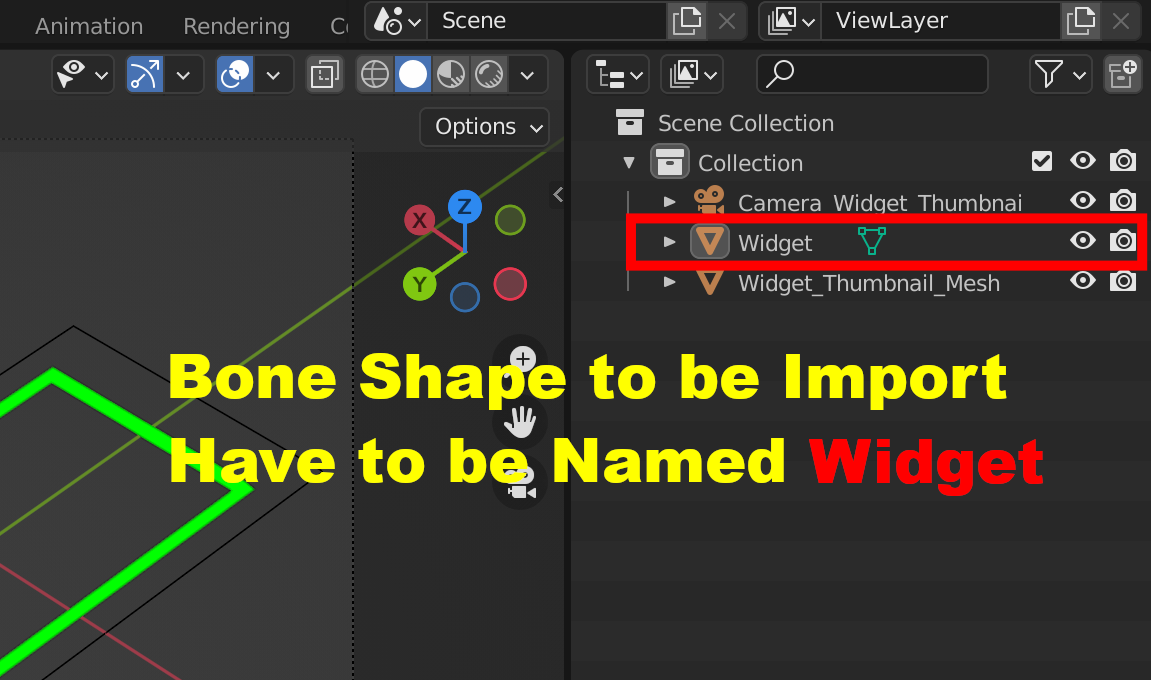 Animation Rendering Scene ViewLayer
Options
Scene Collection
Collection
Camera_Widget_Thumbnai
Widget
Widget_Thumbnail_Mesh
X
Z
Y
Bone Shape to be Import
Have to be Named Widget